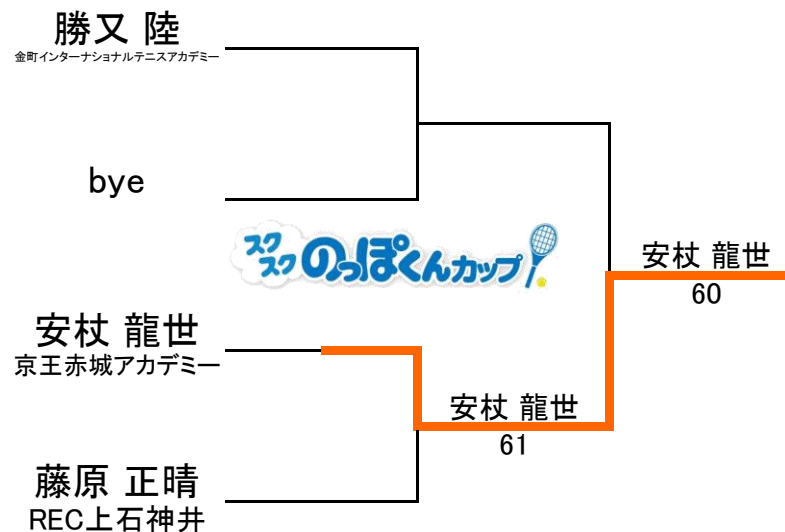 勝又 陸
金町インターナショナルテニスアカデミー
bye
スクスクのっぽくんカップ
安杖 龍世
60
安杖 龍世
京王赤城アカデミー
安杖 龍世
61
藤原 正晴
REC上石神井